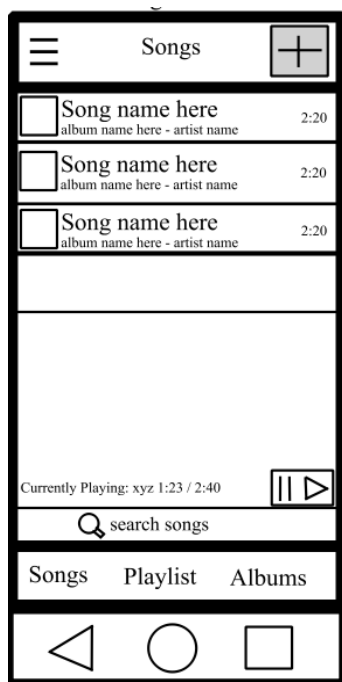 Songs
Song name here
album name here - artist name
2:20
Song name here
album name here - artist name
2:20
Song name here
album name here - artist name
2:20
Currently Playing: xyz 1:23 / 2:40
search songs
Songs Playlist Albums